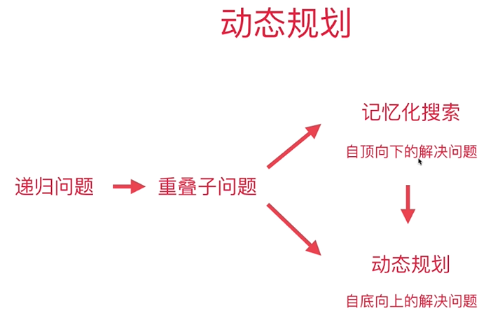 动态规划
记忆化搜索
自顶向下的解决问题
递归问题
重叠子问题
动态规划
自底向上的解决问题